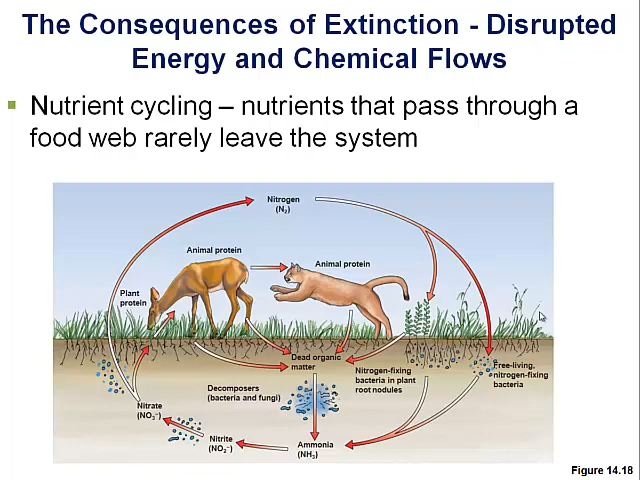 The Consequences of Extinction - Disrupted
Energy and Chemical Flows
Nutrient cycling – nutrients that pass through a
food web rarely leave the system
Nitrogen
(N₂)
Animal protein
Animal protein
Plant
protein
Dead organic
matter
Free-living,
nitrogen-fixing
bacteria
Nitrogen-fixing
bacteria in plant
root nodules
Decomposers
(bacteria and fungi)
Nitrate
(NO₃⁻)
Nitrite
(NO₂⁻)
Ammonia
(NH₃)
Figure 14.18